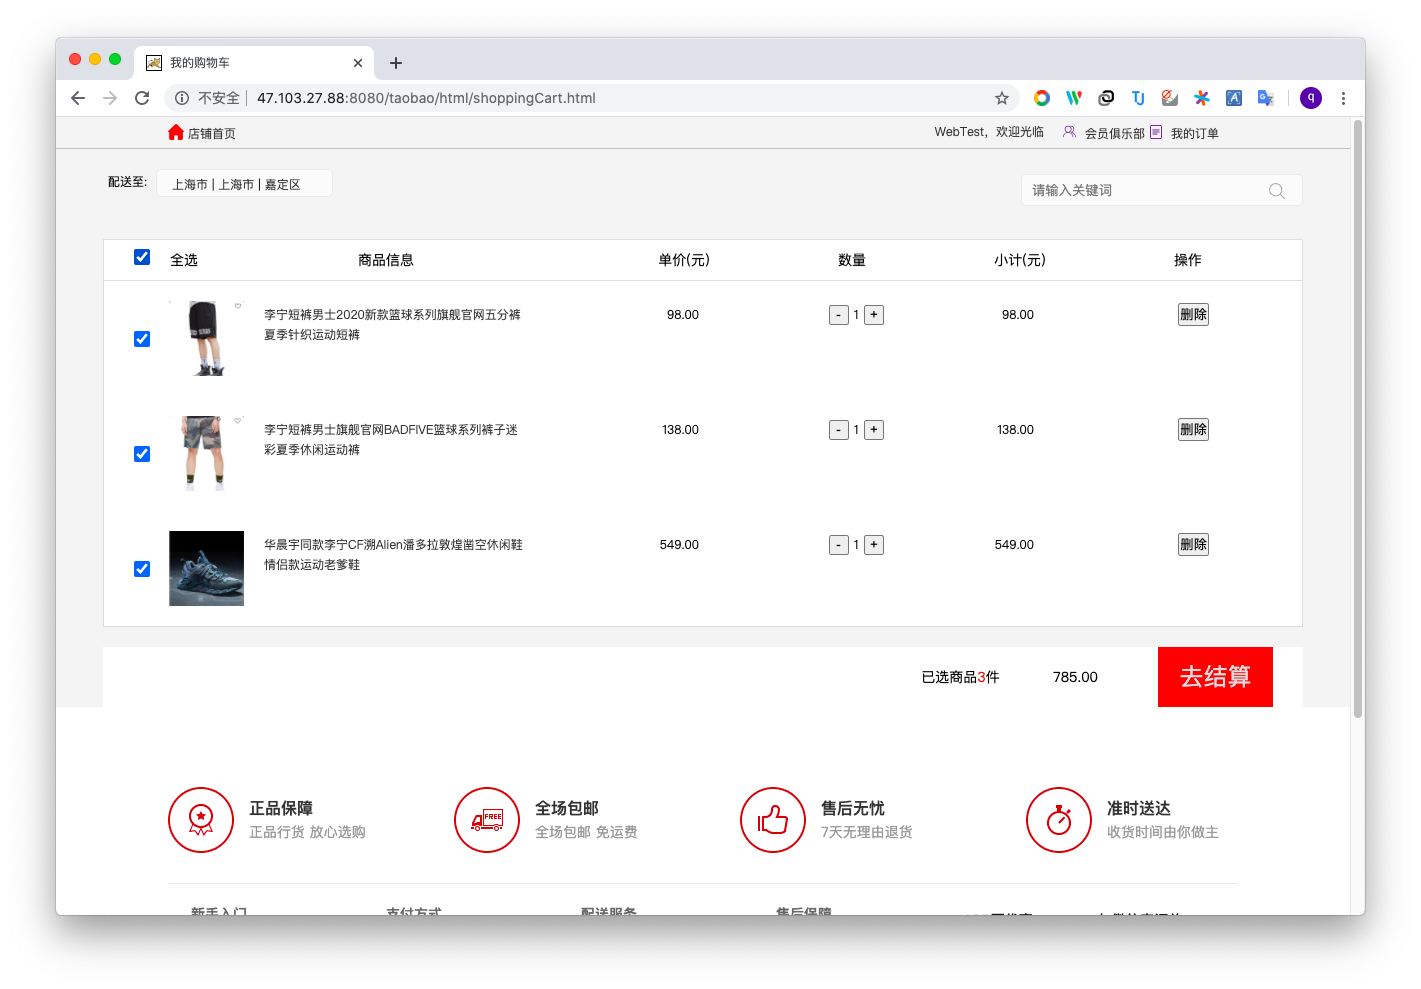 我的购物车
不安全 47.103.27.88:8080/taobao/html/shoppingCart.html
q
店铺首页
WebTest，欢迎光临 会员俱乐部 我的订单
配送至: 上海市 | 上海市 | 嘉定区
请输入关键词
全选 商品信息 单价(元) 数量 小计(元) 操作
李宁短裤男士2020新款篮球系列旗舰官网五分裤 98.00 - 1 + 98.00 删除
夏季针织运动短裤
李宁短裤男士旗舰官网BADFIVE篮球系列裤子迷 138.00 - 1 + 138.00 删除
彩夏季休闲运动裤
华晨宇同款李宁CF溯Alien潘多拉敦煌凿空休闲鞋 549.00 - 1 + 549.00 删除
情侣款运动老爹鞋
已选商品3件 785.00 去结算
正品保障
正品行货 放心选购
FREE
全场包邮
全场包邮 免运费
售后无忧
7天无理由退货
准时送达
收货时间由你做主
新手入门 支付方式 配送服务 售后保障